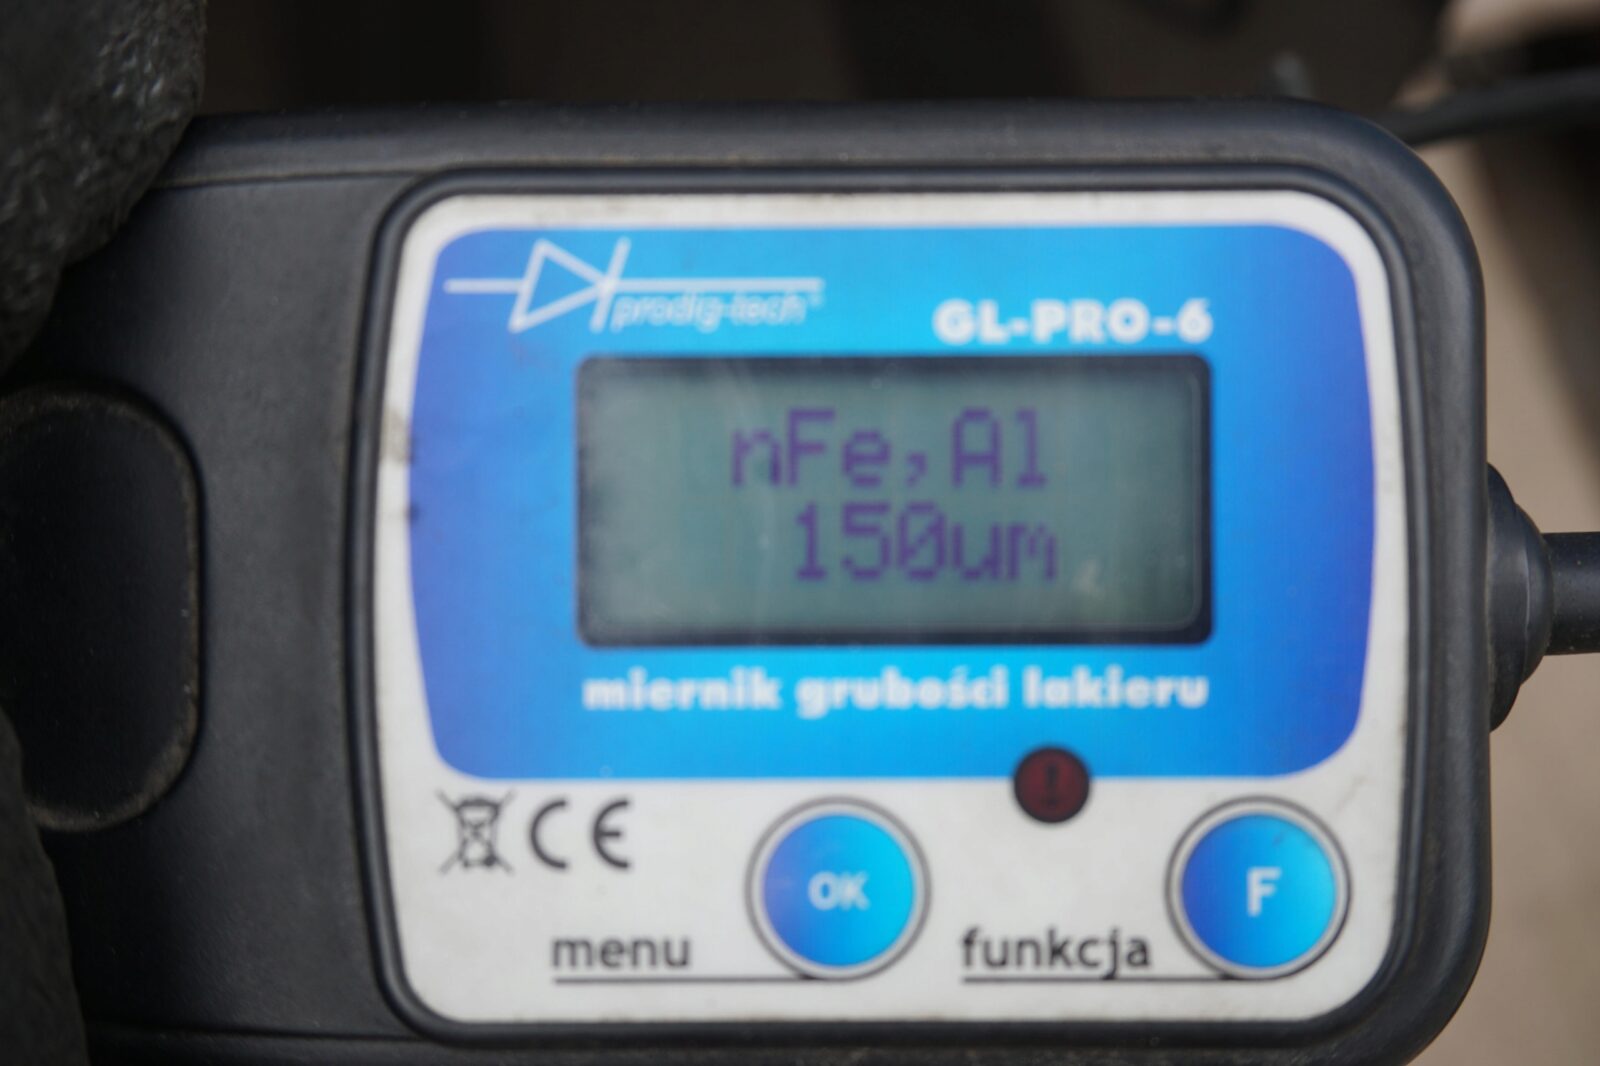 prodig-tech
GL-PRO-6
nFe,Al
150um
miernik grubości lakieru
!
CE
OK
F
menu
funkcja